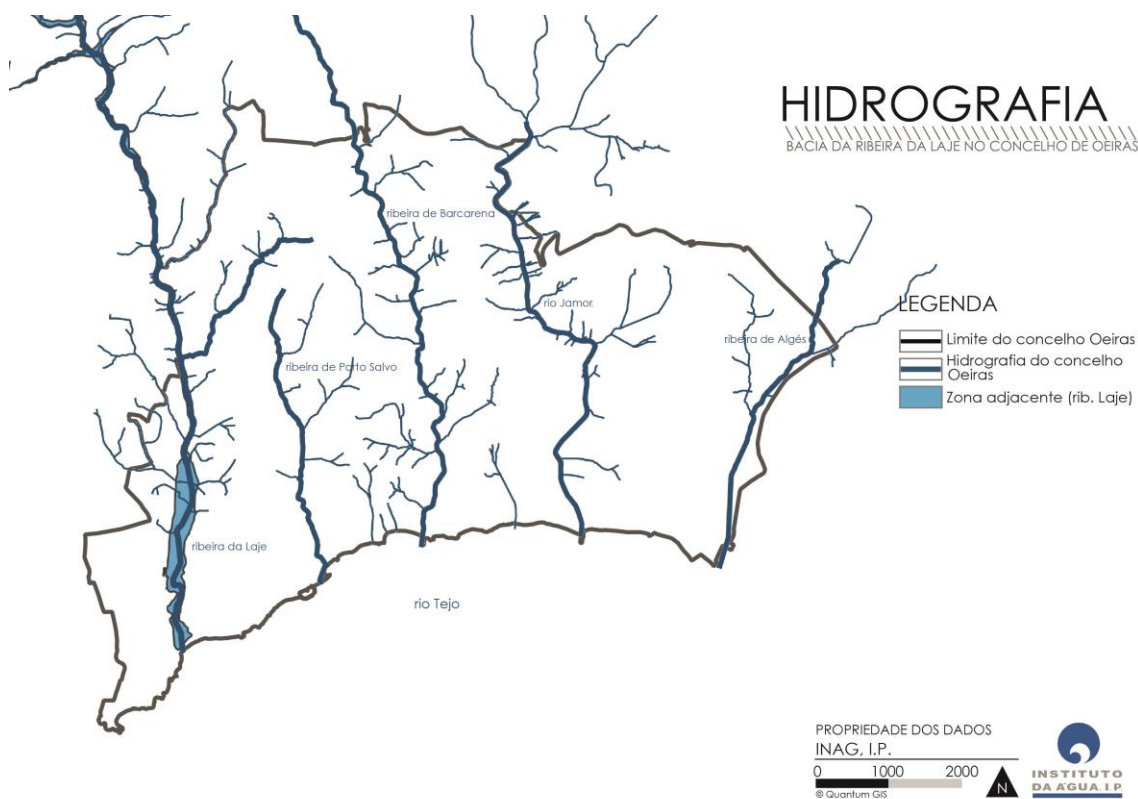 HIDROGRAFIA
BACIA DA RIBEIRA DA LAJE NO CONCELHO DE OEIRAS
ribeira de Barcarena
rio Jamor
ribeira de Algés
ribeira de Porto Salvo
ribeira da Laje
rio Tejo
LEGENDA
Limite do concelho Oeiras
Hidrografia do concelho
Oeiras
Zona adjacente (rib. Laje)
PROPRIEDADE DOS DADOS
INAG, I.P.
0 1000 2000
© Quantum GIS
N
INSTITUTO
DA ÁGUA, I.P.